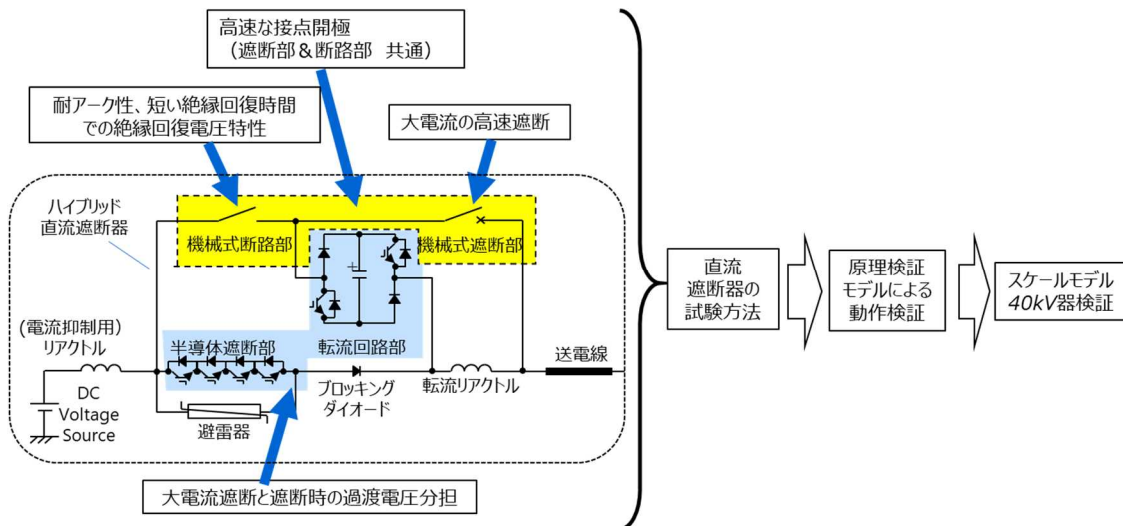 高速な接点開極
(遮断部＆断路部　共通)
耐アーク性、短い絶縁回復時間
での絶縁回復電圧特性
大電流の高速遮断
ハイブリッド
直流遮断器
機械式断路部
機械式遮断部
+
(電流抑制用)
リアクトル
半導体遮断部
転流回路部
送電線
DC
Voltage
Source
避雷器
ブロッキング
ダイオード
転流リアクトル
大電流遮断と遮断時の過渡電圧分担
直流
遮断器の
試験方法
原理検証
モデルによる
動作検証
スケールモデル
40kV器検証